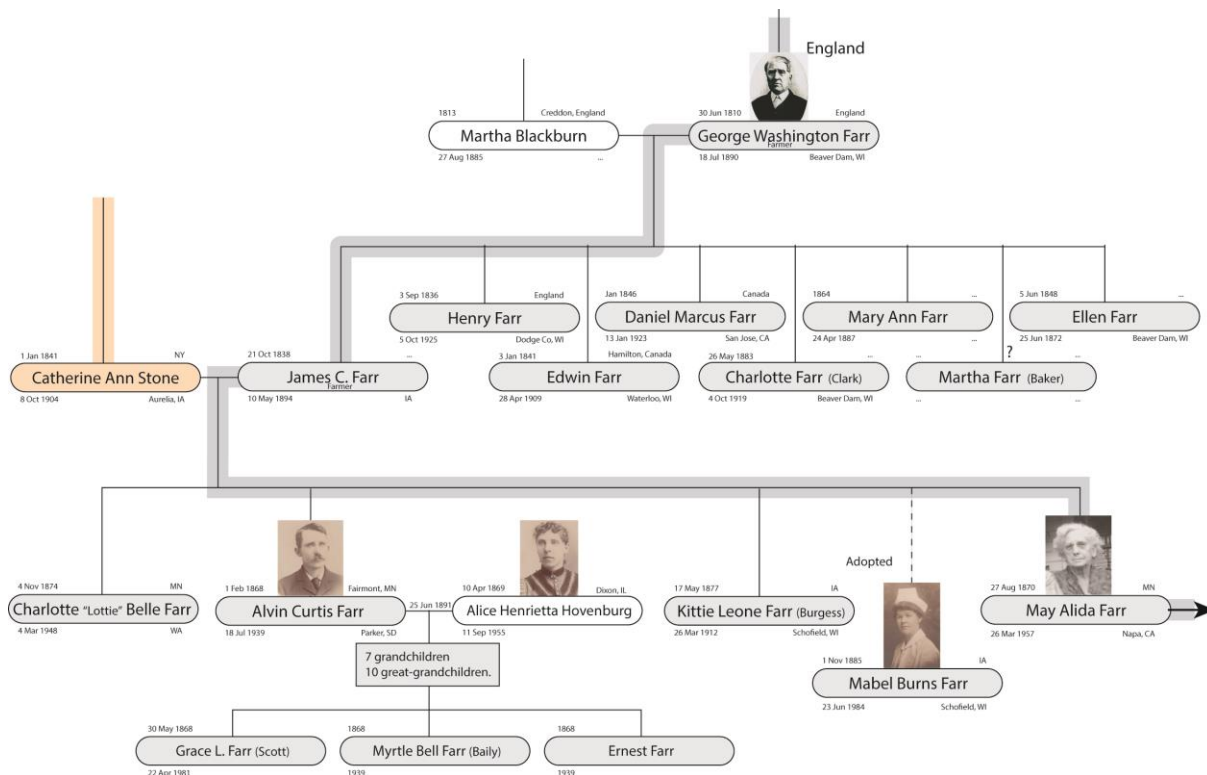 England
1813 Creddon, England
Martha Blackburn
27 Aug 1885 ...
30 Jun 1810 England
George Washington Farr
Farmer
18 Jul 1890 Beaver Dam, WI
3 Sep 1836 England
Henry Farr
5 Oct 1925 Dodge Co, WI
Jan 1846 Canada
Daniel Marcus Farr
13 Jan 1923 San Jose, CA
1864 ...
Mary Ann Farr
24 Apr 1887 ...
5 Jun 1848 ...
Ellen Farr
25 Jun 1872 Beaver Dam, WI
1 Jan 1841 NY
Catherine Ann Stone
8 Oct 1904 Aurelia, IA
21 Oct 1838 ...
James C. Farr
Farmer
10 May 1894 IA
3 Jan 1841 Hamilton, Canada
Edwin Farr
28 Apr 1909 Waterloo, WI
26 May 1883 ...
Charlotte Farr (Clark)
4 Oct 1919 Beaver Dam, WI
?
... ...
Martha Farr (Baker)
... ...
4 Nov 1874 MN
Charlotte "Lottie" Belle Farr
4 Mar 1948 WA
1 Feb 1868 Fairmont, MN
Alvin Curtis Farr
18 Jul 1939 Parker, SD
25 Jun 1891
10 Apr 1869 Dixon, IL
Alice Henrietta Hovenburg
11 Sep 1955
17 May 1877 IA
Kittie Leone Farr (Burgess)
26 Mar 1912 Schofield, WI
Adopted
1 Nov 1885 IA
Mabel Burns Farr
23 Jun 1984 Schofield, WI
27 Aug 1870 MN
May Alida Farr
26 Mar 1957 Napa, CA
7 grandchildren
10 great-grandchildren.
30 May 1868
Grace L. Farr (Scott)
22 Apr 1981
1868
Myrtle Bell Farr (Baily)
1939
1868
Ernest Farr
1939